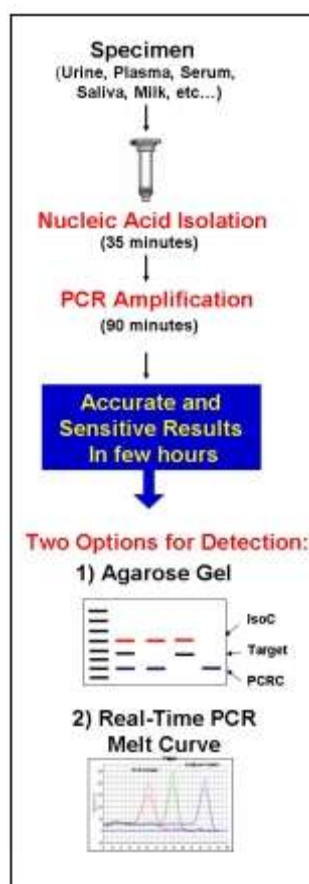 Specimen
(Urine, Plasma, Serum,
Saliva, Milk, etc...)
Nucleic Acid Isolation
(35 minutes)
PCR Amplification
(90 minutes)
Accurate and
Sensitive Results
In few hours
Two Options for Detection:
1) Agarose Gel
IsoC
Target
PCRC
2) Real-Time PCR
Melt Curve